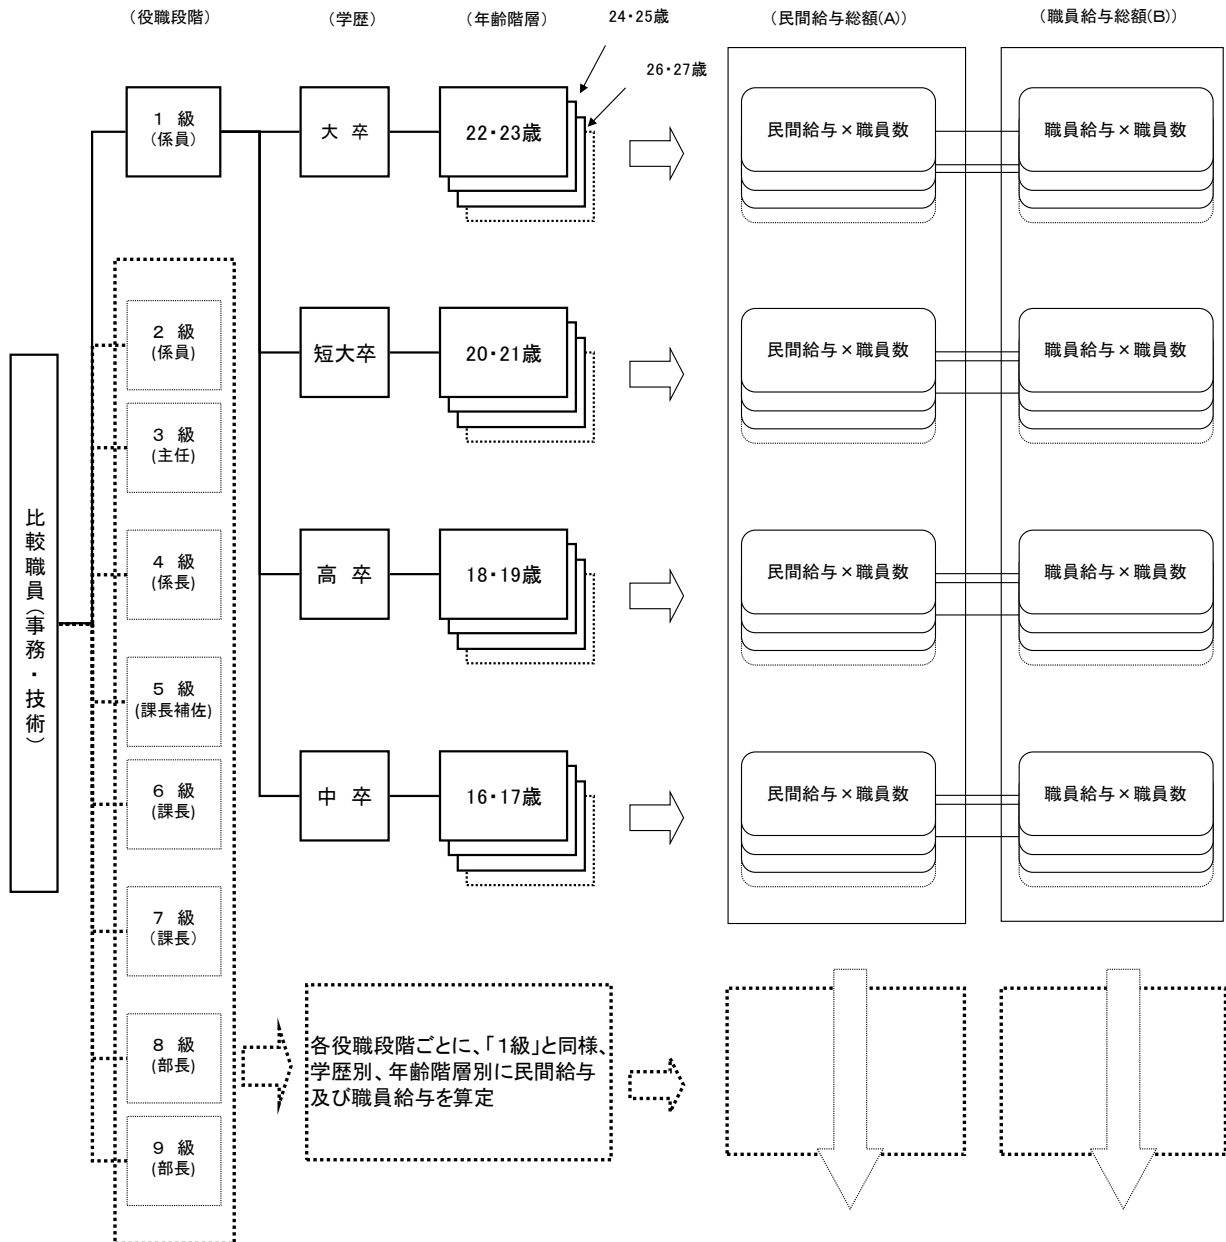 （役職段階）
（学歴）
（年齢階層）
24・25歳
（民間給与総額(A)）
（職員給与総額(B)）
26・27歳
1 級
（係員）
大 卒
22・23歳
民間給与×職員数
職員給与×職員数
2 級
(係員)
短大卒
20・21歳
民間給与×職員数
職員給与×職員数
3 級
(主任)
比較職員（事務・技術）
4 級
(係長)
高 卒
18・19歳
民間給与×職員数
職員給与×職員数
5 級
(課長補佐)
6 級
(課長)
中 卒
16・17歳
民間給与×職員数
職員給与×職員数
7 級
（課長）
8 級
(部長)
各役職段階ごとに、「1級」と同様、
学歴別、年齢階層別に民間給与
及び職員給与を算定
9 級
(部長)